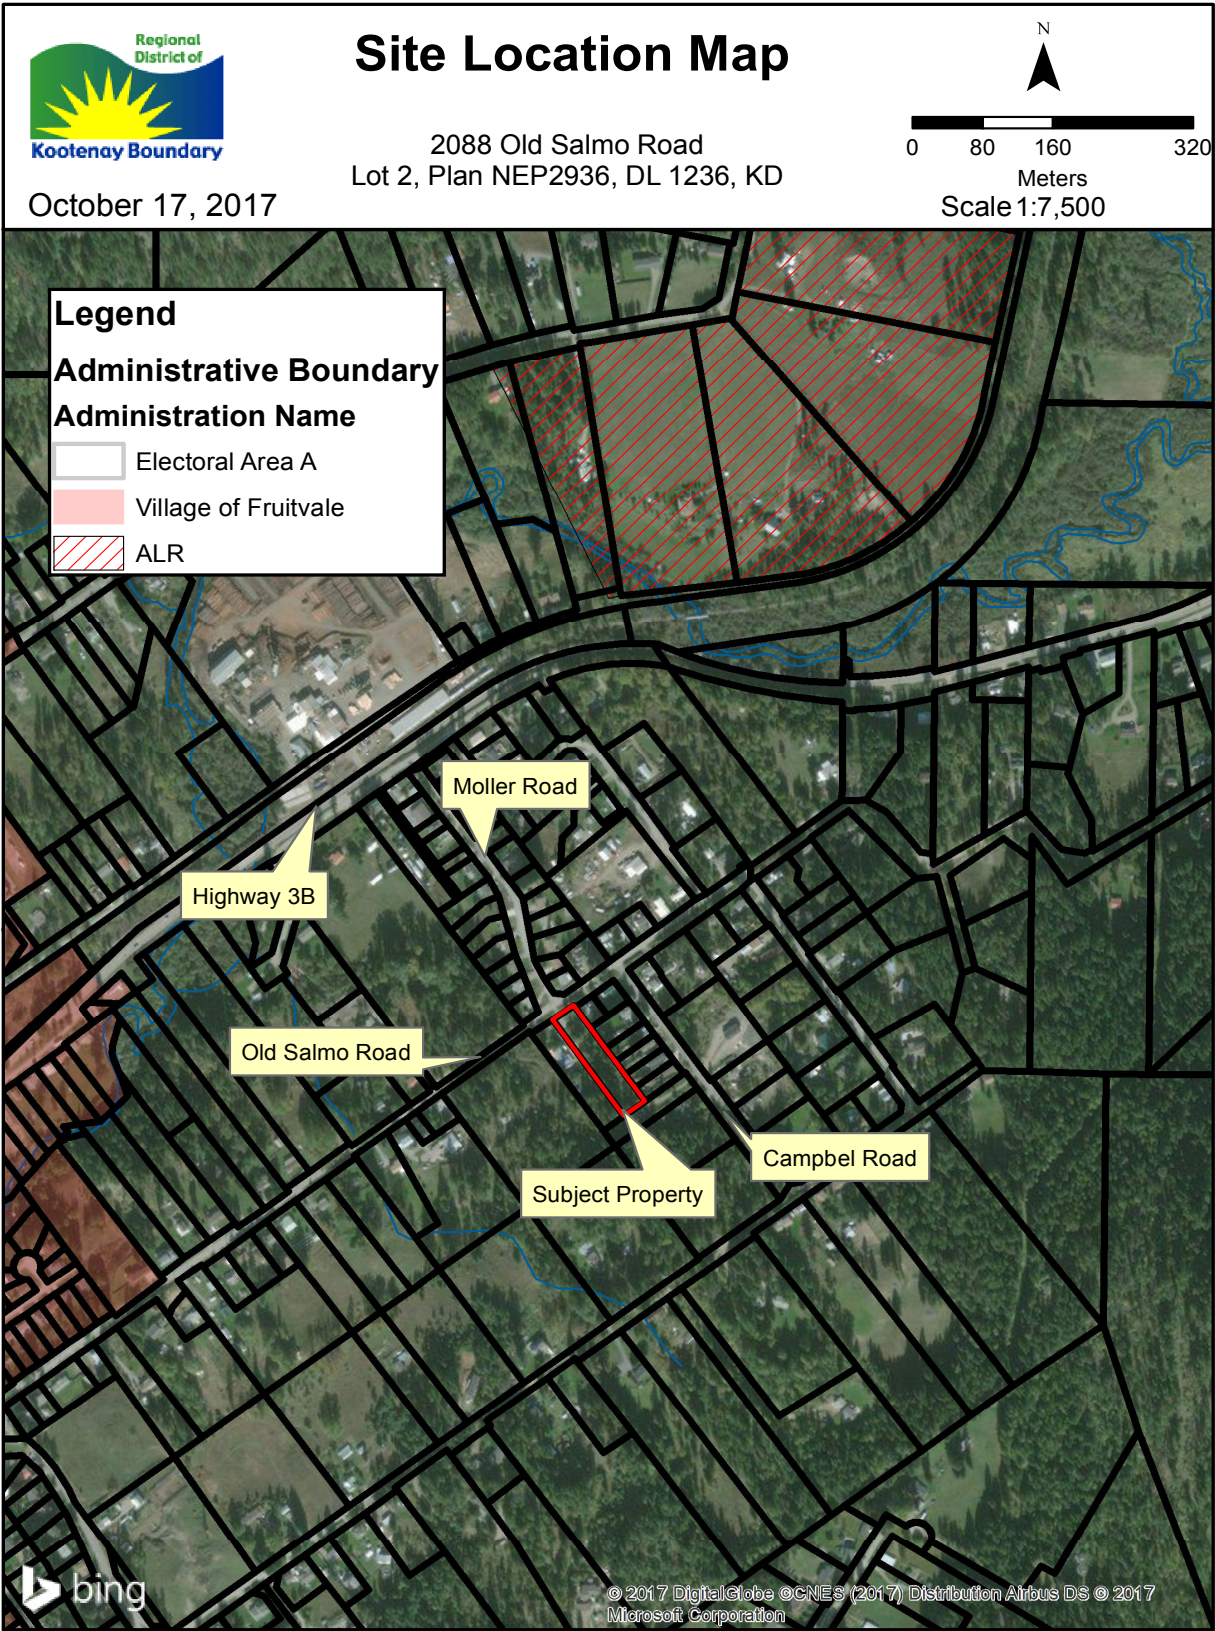 Regional
District of
Kootenay Boundary
October 17, 2017
Site Location Map
2088 Old Salmo Road
Lot 2, Plan NEP2936, DL 1236, KD
N
0 80 160 320
Meters
Scale 1:7,500
Legend
Administrative Boundary
Administration Name
Electoral Area A
Village of Fruitvale
ALR
Moller Road
Highway 3B
Old Salmo Road
Campbel Road
Subject Property
bing
© 2017 DigitalGlobe ©CNES (2017) Distribution Airbus DS © 2017
Microsoft Corporation